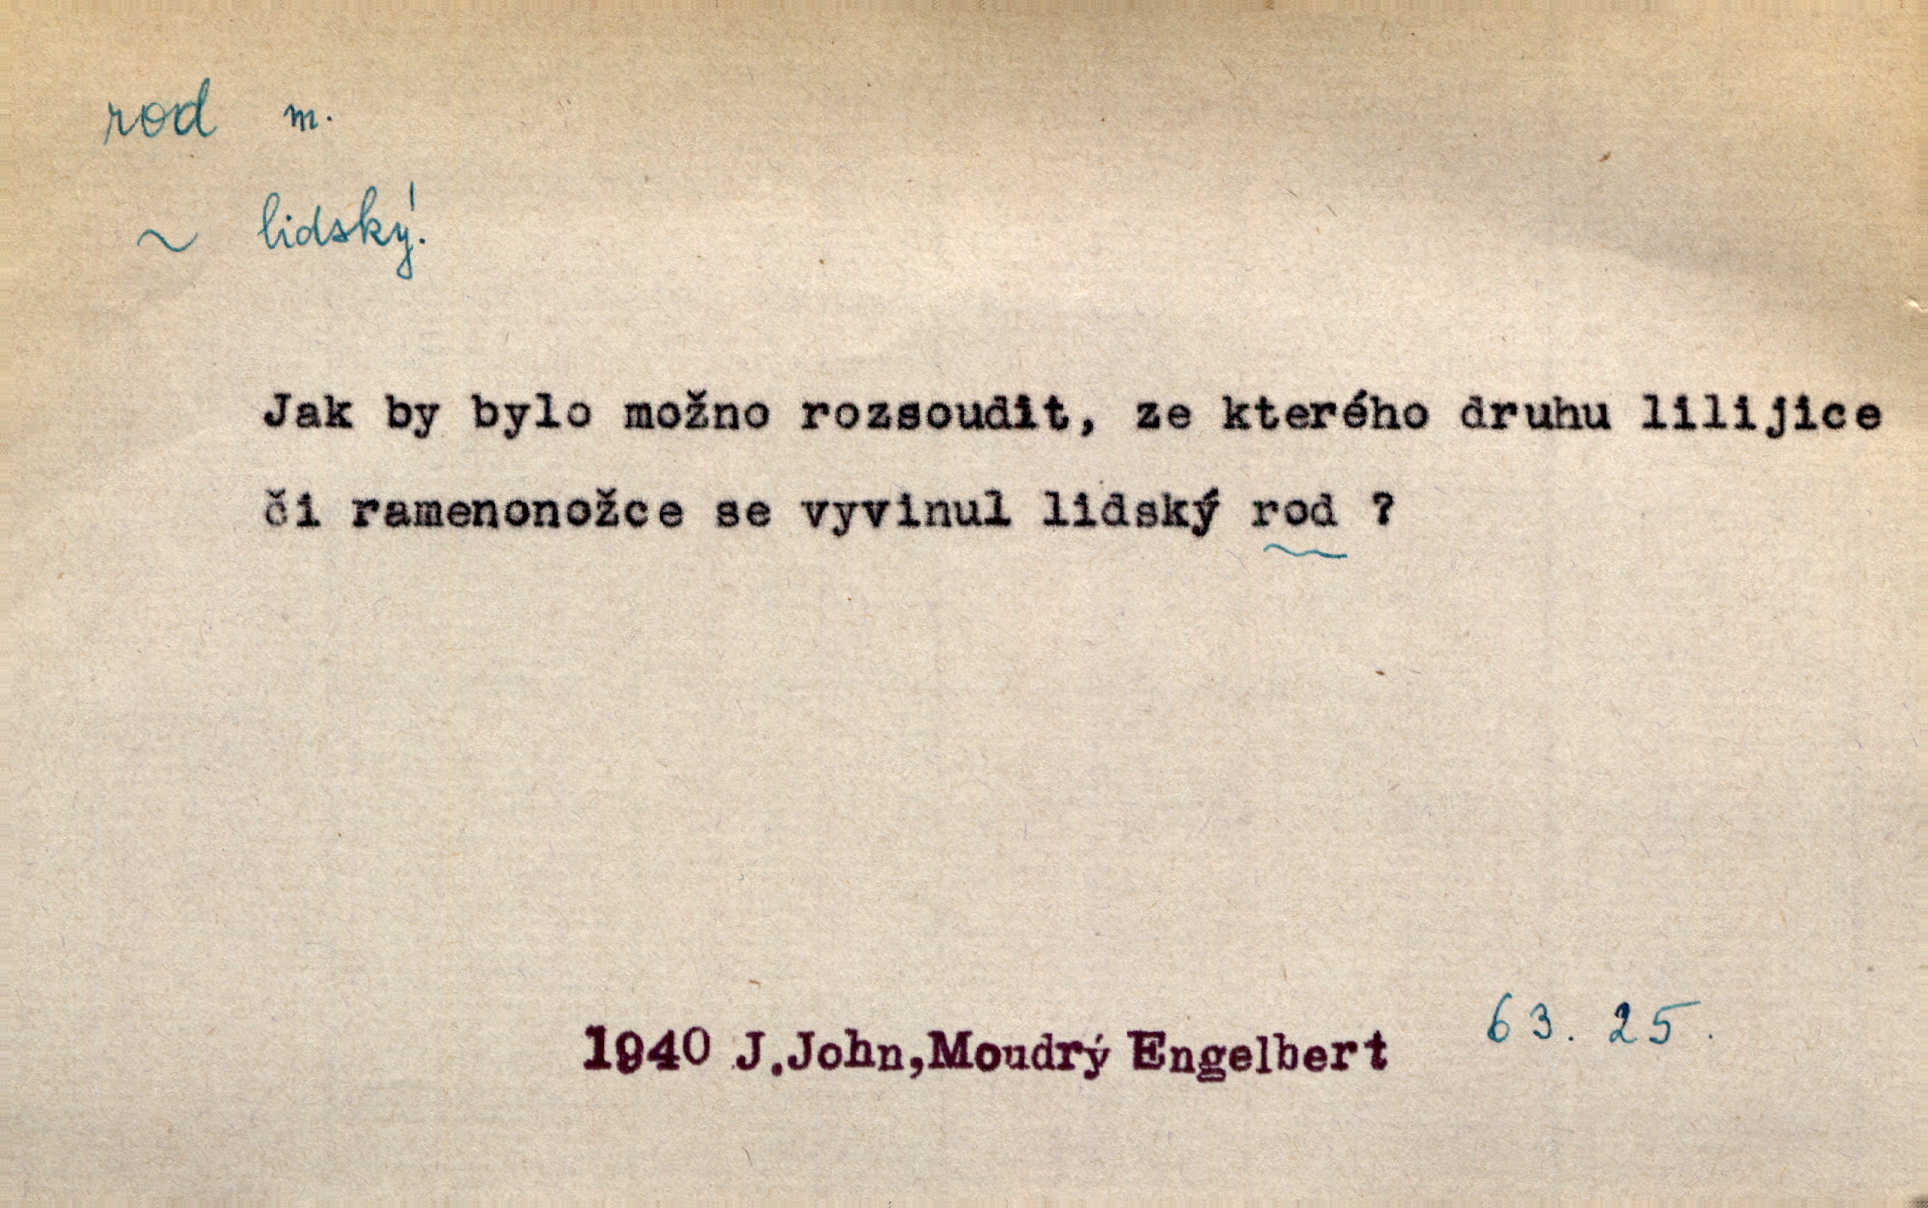 rod m.
~ lidský.
Jak by bylo možno rozsoudit, ze kterého druhu lilijice
či ramenonožce se vyvinul lidský rod ?
1940 J.John,Moudrý Engelbert 63. 25.